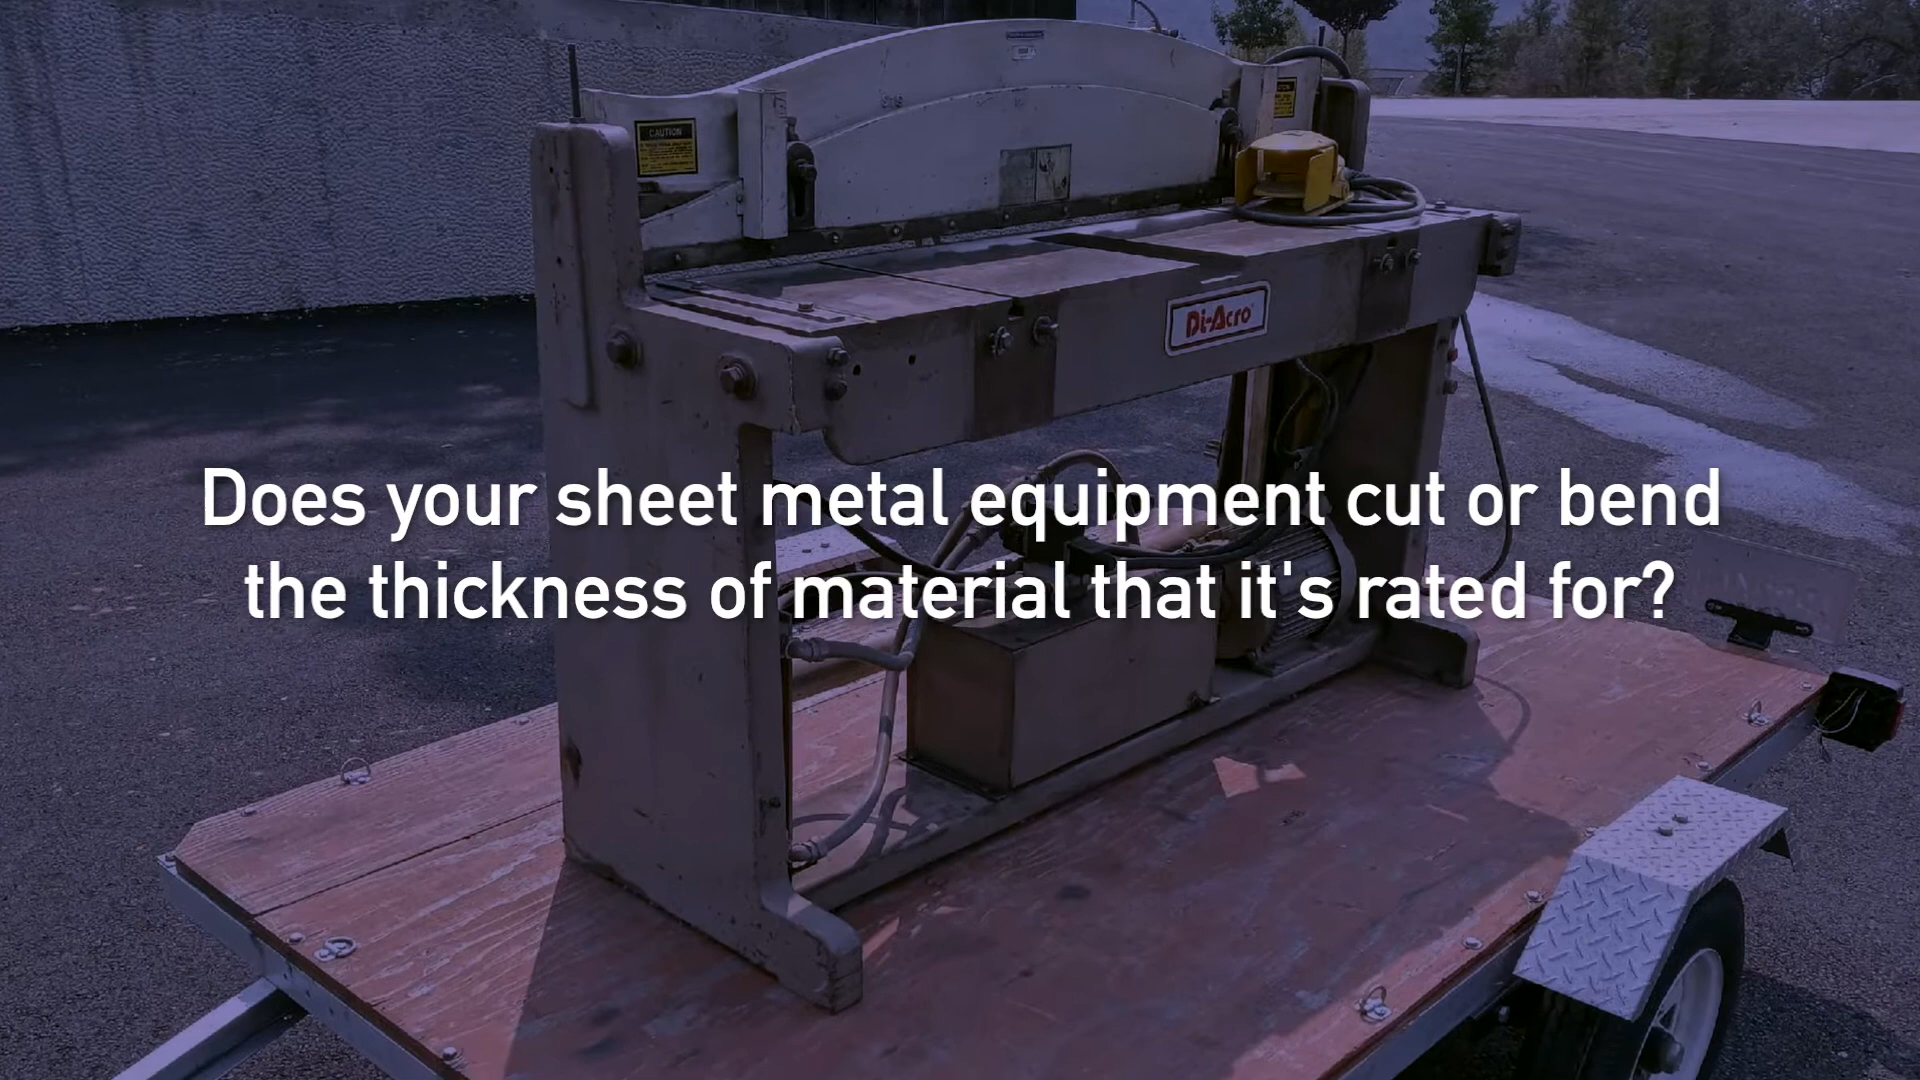 CAUTION
Di-Acro
Does your sheet metal equipment cut or bend
the thickness of material that it's rated for?